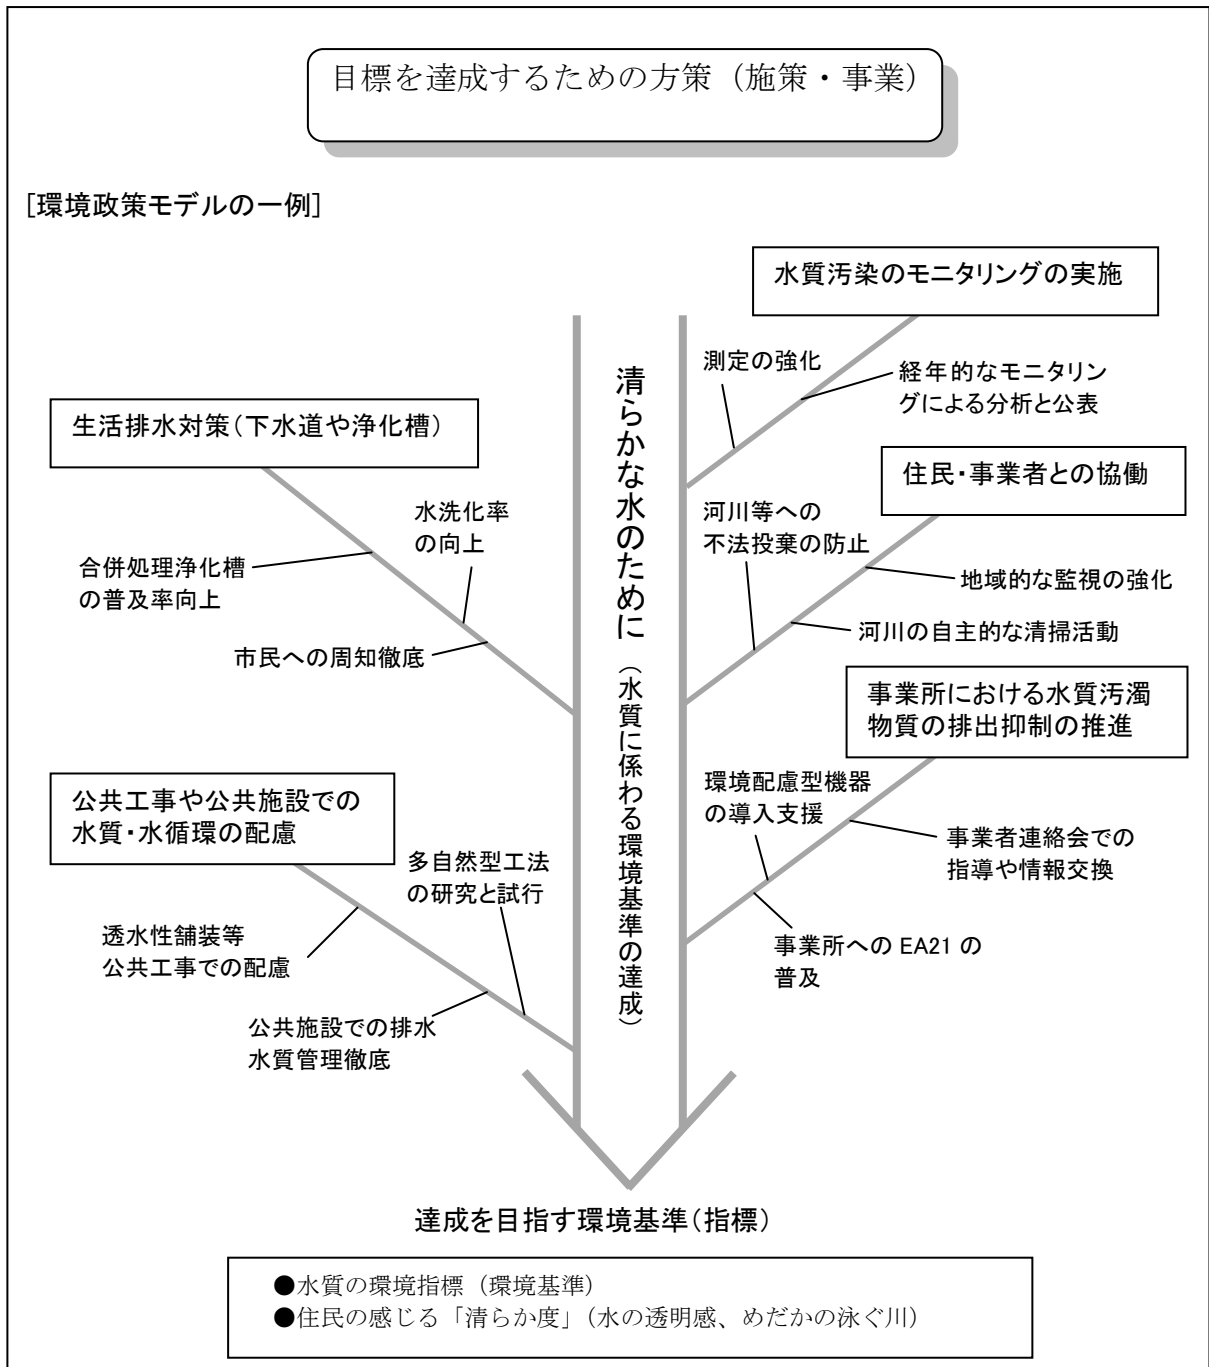 目標を達成するための方策（施策・事業）
[環境政策モデルの一例]
水質汚染のモニタリングの実施
測定の強化
経年的なモニタリン
グによる分析と公表
生活排水対策（下水道や浄化槽）
水洗化率
の向上
合併処理浄化槽
の普及率向上
市民への周知徹底
清らかな水のために（水質に係わる環境基準の達成）
住民・事業者との協働
河川等への
不法投棄の防止
地域的な監視の強化
河川の自主的な清掃活動
事業所における水質汚濁
物質の排出抑制の推進
環境配慮型機器
の導入支援
事業者連絡会での
指導や情報交換
事業所への EA21 の
普及
公共工事や公共施設での
水質・水循環の配慮
多自然型工法
の研究と試行
透水性舗装等
公共工事での配慮
公共施設での排水
水質管理徹底
達成を目指す環境基準（指標）
●水質の環境指標（環境基準）
●住民の感じる「清らか度」（水の透明感、めだかの泳ぐ川）